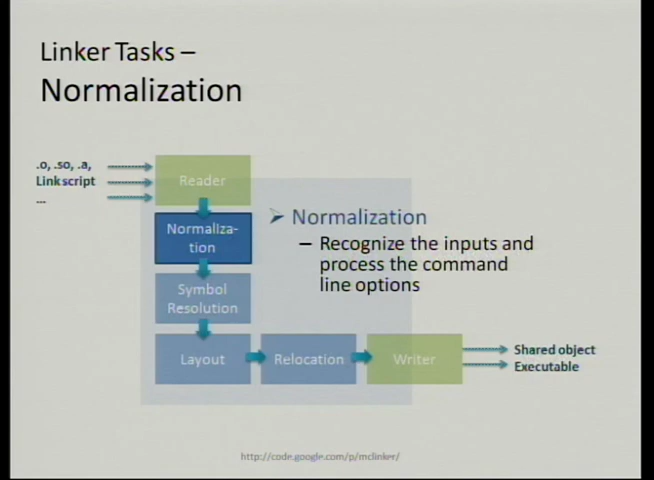 Linker Tasks –
Normalization
.o, .so, .a,
Link script
...
Reader
Normaliza-
tion
Symbol
Resolution
Layout
Relocation
Writer
➢ Normalization
– Recognize the inputs and
process the command
line options
Shared object
Executable
http://code.google.com/p/mclinker/